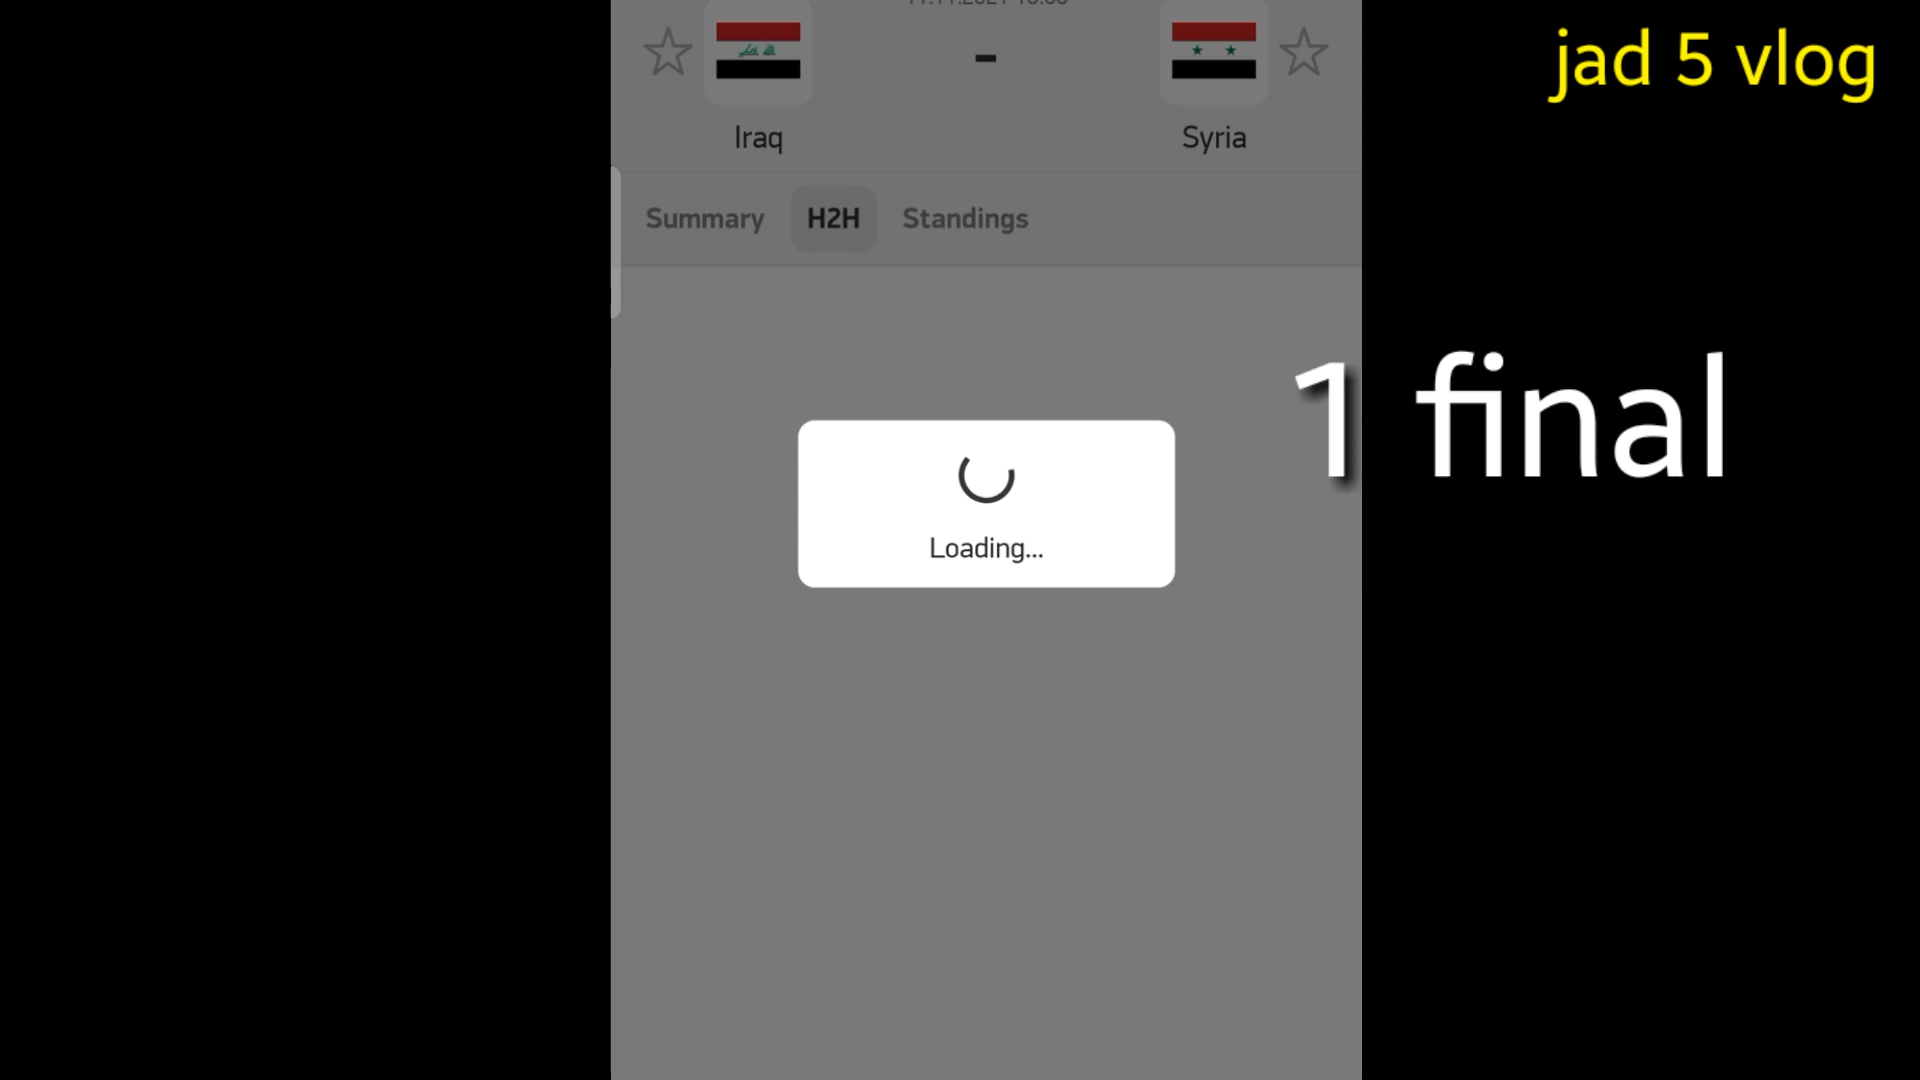 jad 5 vlog
-
Iraq
Syria
Summary H2H Standings
1 final
Loading...